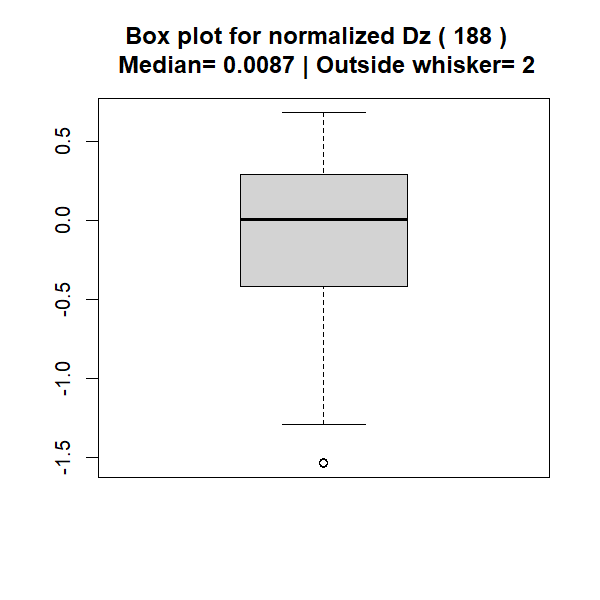 Box plot for normalized Dz ( 188 )
Median= 0.0087 | Outside whisker= 2
0.5
0.0
-0.5
-1.0
-1.5